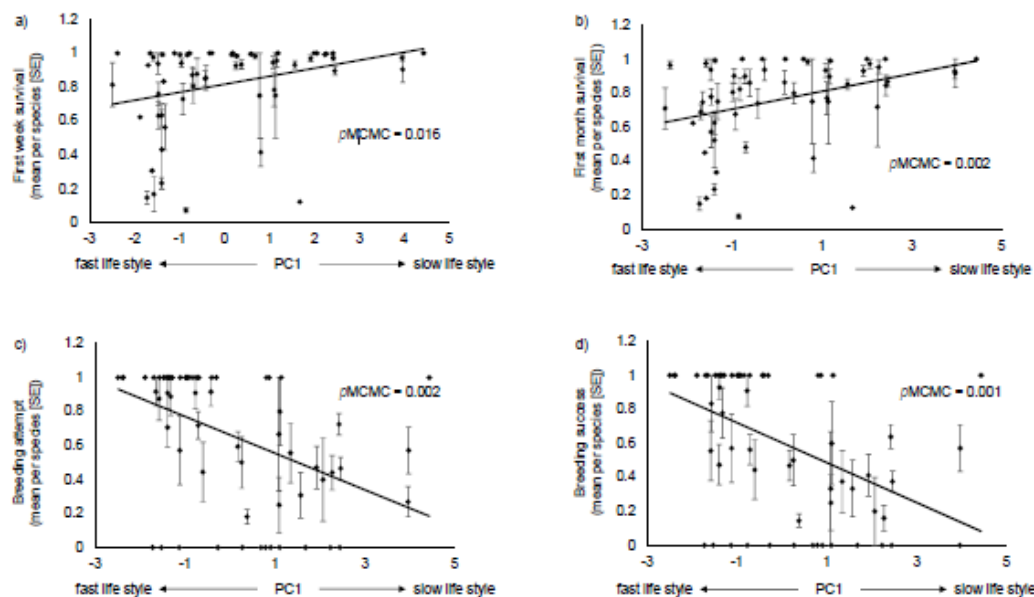 a)
First week survival
(mean per species [SE])
1.2
1
0.8
0.6
0.4
0.2
0
pMCMC = 0.016
-3 -2 -1 0 1 2 3 4 5
fast life style PC1 slow life style
b)
First month survival
(mean per species [SE])
1.2
1
0.8
0.6
0.4
0.2
0
pMCMC = 0.002
-3 -1 1 3 5
fast life style PC1 slow life style
c)
Breeding attempt
(mean per species [SE])
1.2
1
0.8
0.6
0.4
0.2
0
pMCMC = 0.002
-3 -1 1 3 5
fast life style PC1 slow life style
d)
Breeding success
(mean per species [SE])
1.2
1
0.8
0.6
0.4
0.2
0
pMCMC = 0.001
-3 -1 1 3 5
fast life style PC1 slow life style